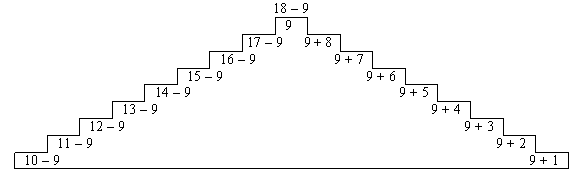 18 – 9
9
17 – 9 9 + 8
16 – 9 9 + 7
15 – 9 9 + 6
14 – 9 9 + 5
13 – 9 9 + 4
12 – 9 9 + 3
11 – 9 9 + 2
10 – 9 9 + 1